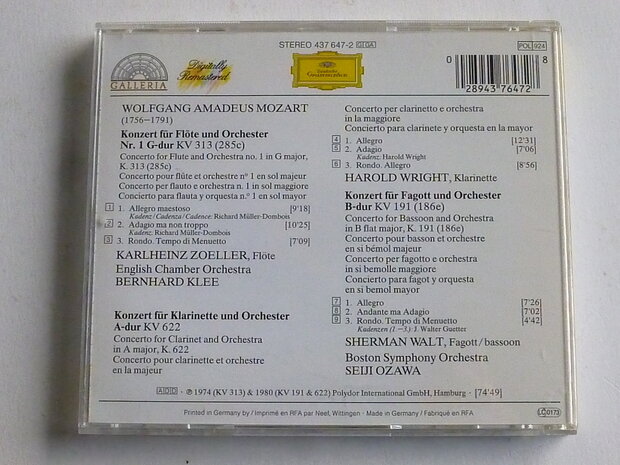 GALLERIA
Digitally
Remastered
STEREO 437 647-2 GI GA
Deutsche
Grammophon
POL 924
0
8
28943 76472
WOLFGANG AMADEUS MOZART
(1756–1791)
Konzert für Flöte und Orchester
Nr. 1 G-dur KV 313 (285c)
Concerto for Flute and Orchestra no. 1 in G major,
K. 313 (285c)
Concerto pour flûte et orchestre n° 1 en sol majeur
Concerto per flauto e orchestra n. 1 in sol maggiore
Concierto para flauta y orquesta n° 1 en sol mayor
1 1. Allegro maestoso [9'18]
Kadenz/Cadenza/Cadence: Richard Müller-Dombois
2 2. Adagio ma non troppo [10'25]
Kadenz: Richard Müller-Dombois
3 3. Rondo. Tempo di Menuetto [7'09]
KARLHEINZ ZOELLER, Flöte
English Chamber Orchestra
BERNHARD KLEE
Konzert für Klarinette und Orchester
A-dur KV 622
Concerto for Clarinet and Orchestra
in A major, K. 622
Concerto pour clarinette et orchestre
en la majeur
Concerto per clarinetto e orchestra
in la maggiore
Concierto para clarinete y orquesta en la mayor
4 1. Allegro [12'31]
5 2. Adagio [7'06]
Kadenz: Harold Wright
6 3. Rondo. Allegro [8'56]
HAROLD WRIGHT, Klarinette
Konzert für Fagott und Orchester
B-dur KV 191 (186e)
Concerto for Bassoon and Orchestra
in B flat major, K. 191 (186e)
Concerto pour basson et orchestre
en si bémol majeur
Concerto per fagotto e orchestra
in si bemolle maggiore
Concierto para fagot y orquesta
en si bemol mayor
7 1. Allegro [7'26]
8 2. Andante ma Adagio [7'02]
9 3. Rondo. Tempo di Menuetto [4'42]
Kadenzen (1.–3.): Walter Guetter
SHERMAN WALT, Fagott/bassoon
Boston Symphony Orchestra
SEIJI OZAWA
ADD · ℗ 1974 (KV 313) & 1980 (KV 191 & 622) Polydor International GmbH, Hamburg · [74'49]
Printed in Germany by / Imprimé en RFA par Neef, Wittingen · Made in Germany / Fabriqué en RFA
LC 0173